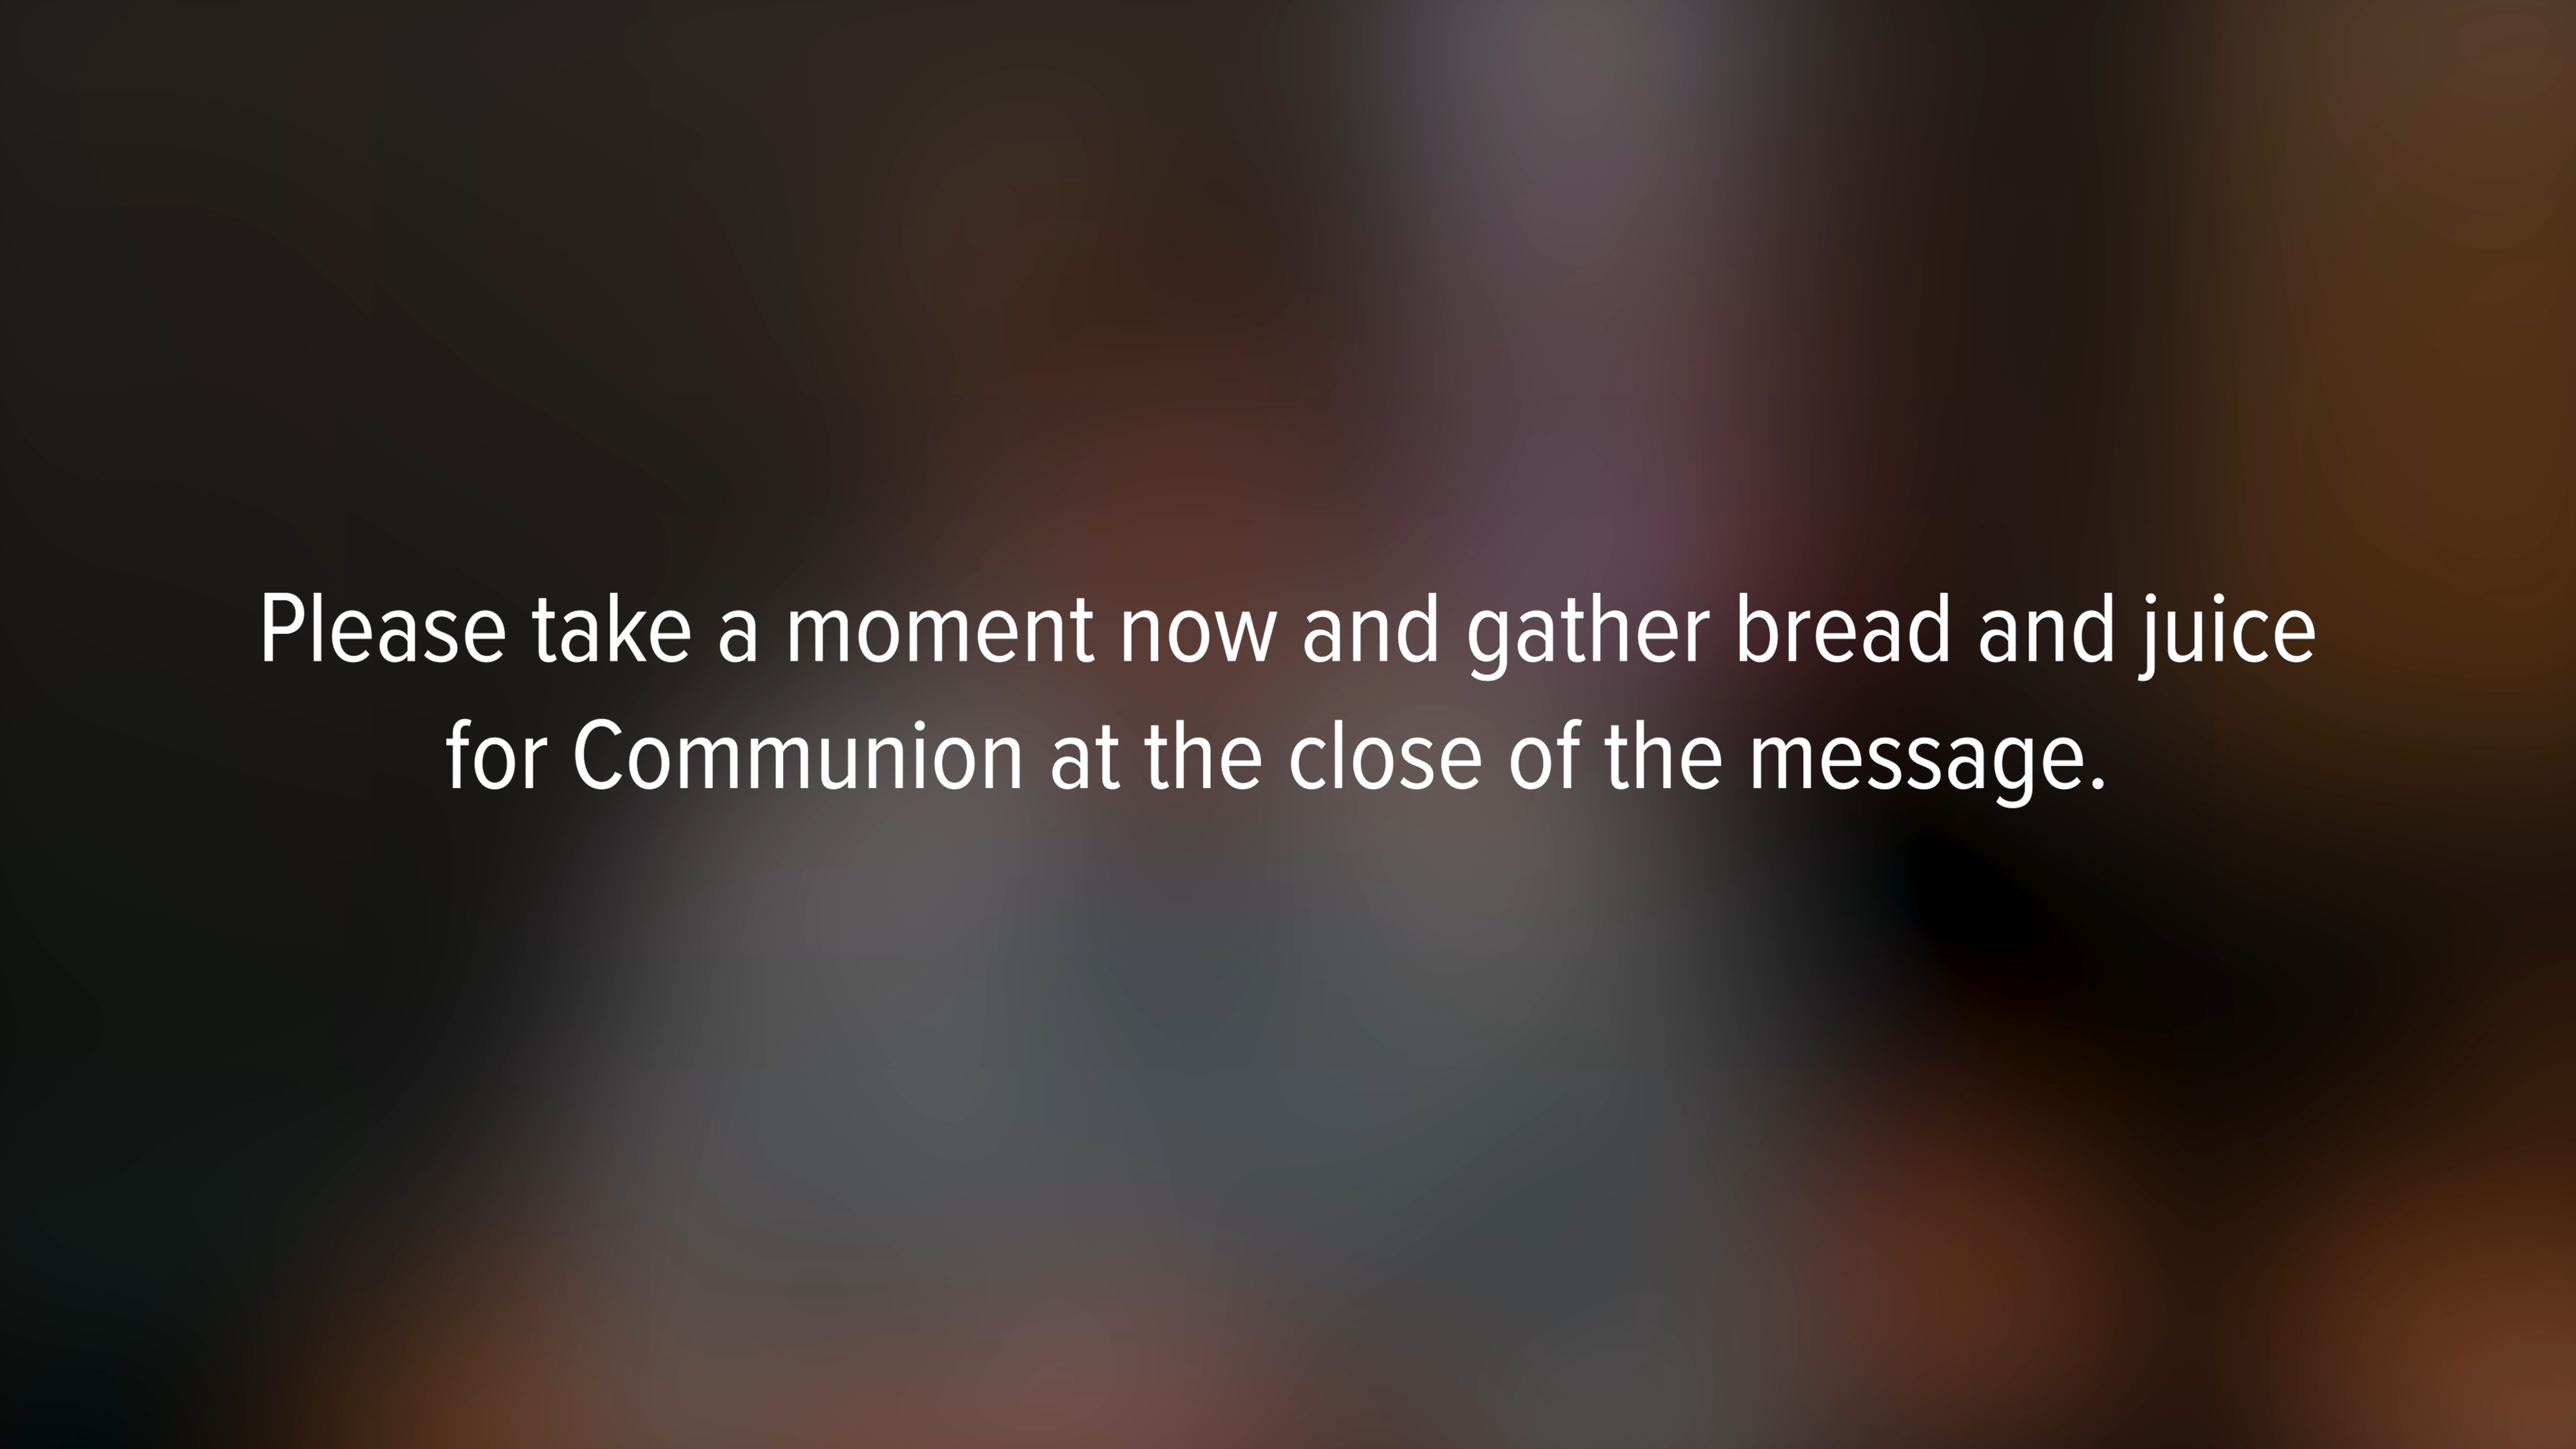 Please take a moment now and gather bread and juice
for Communion at the close of the message.